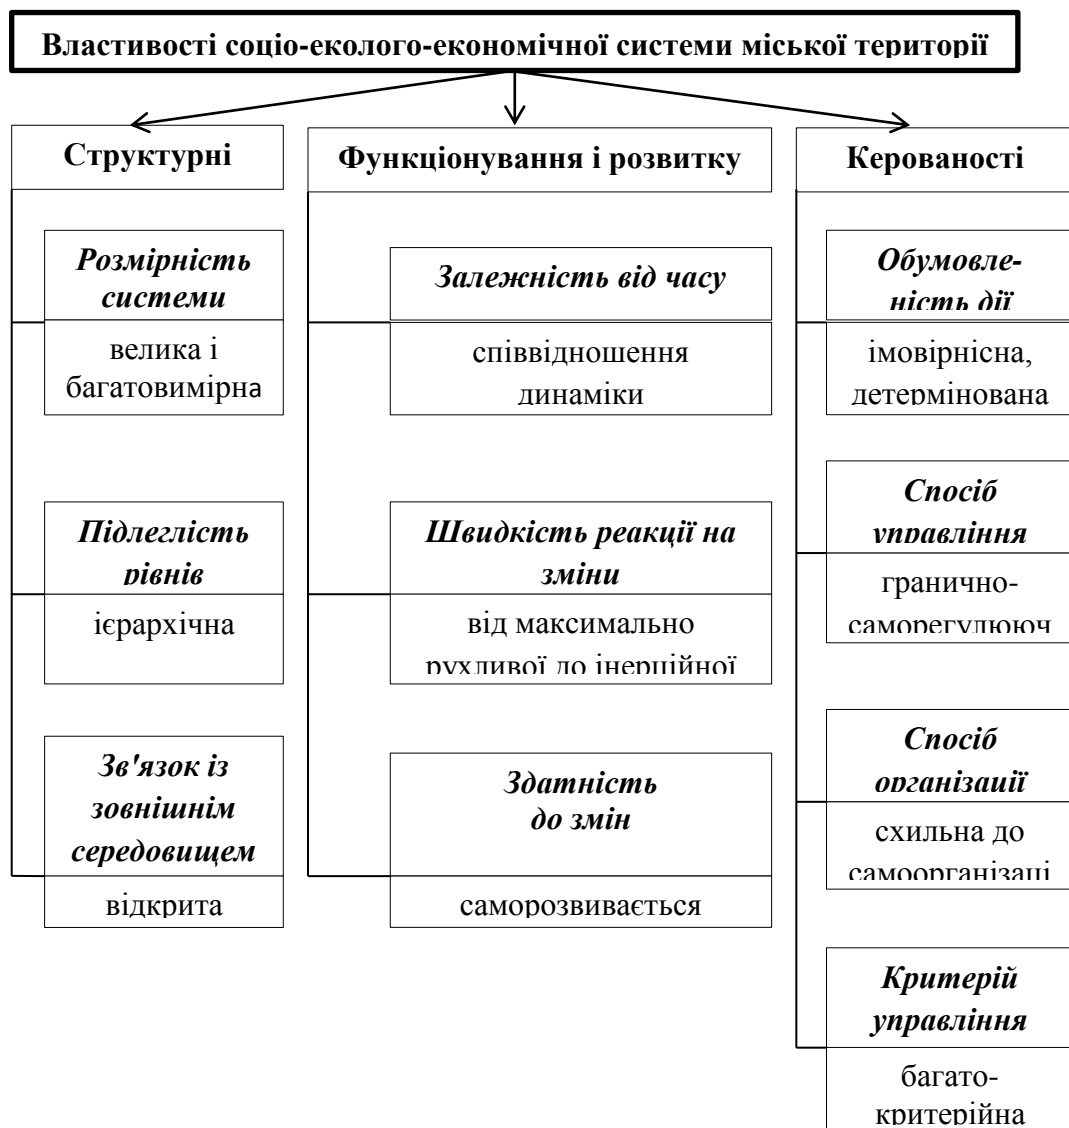 Властивості соціо-еколого-економічної системи міської території
Структурні
Функціонування і розвитку
Керованості
Розмірність
системи
велика і
багатовимірна
Підлеглість
рівнів
ієрархічна
Зв'язок із
зовнішнім
середовищем
відкрита
Залежність від часу
співвідношення
динаміки
Швидкість реакції на
зміни
від максимально
рухливої до інерційної
Здатність
до змін
саморозвивається
Обумовле-
ність дії
імовірнісна,
детермінована
Спосіб
управління
гранично-
саморегулююч
Спосіб
організації
схильна до
самоорганізаці
Критерій
управління
багато-
критерійна